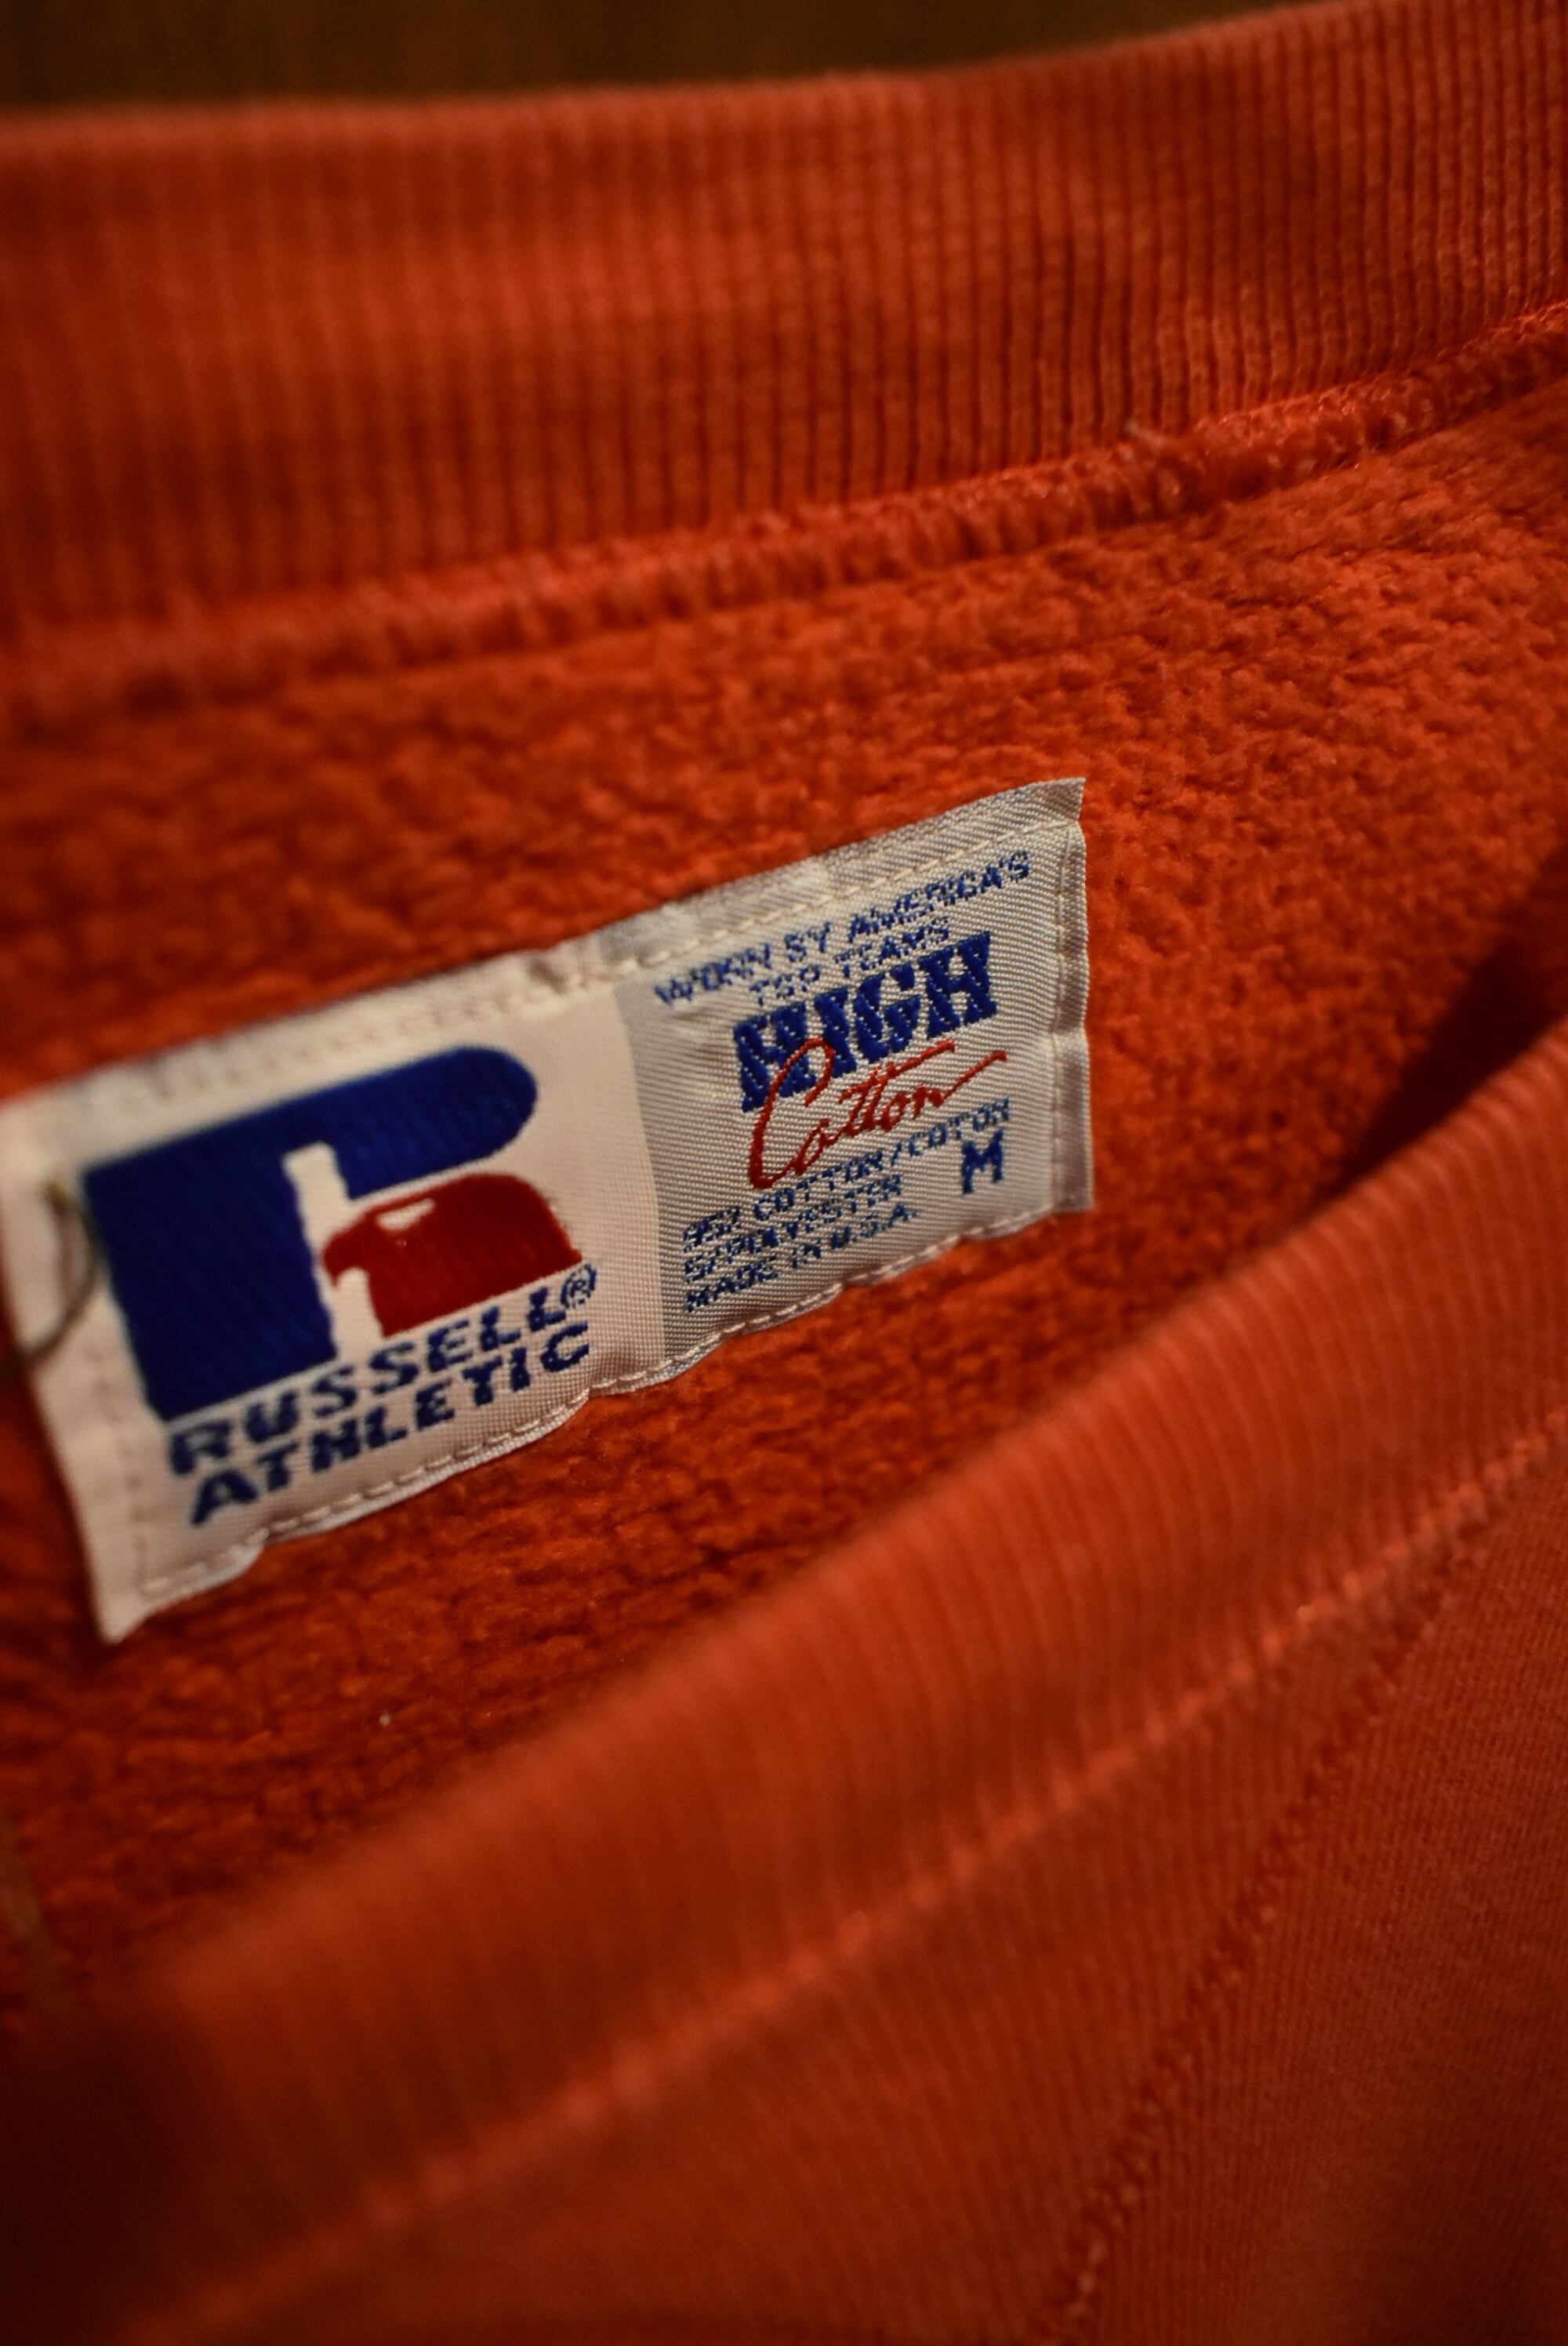 RUSSELL®
ATHLETIC
WORN BY AMERICA'S
TOP TEAMS
HIGH
Cotton
95% COTTON/COTON
5/POLYESTER
MADE IN U.S.A.
M